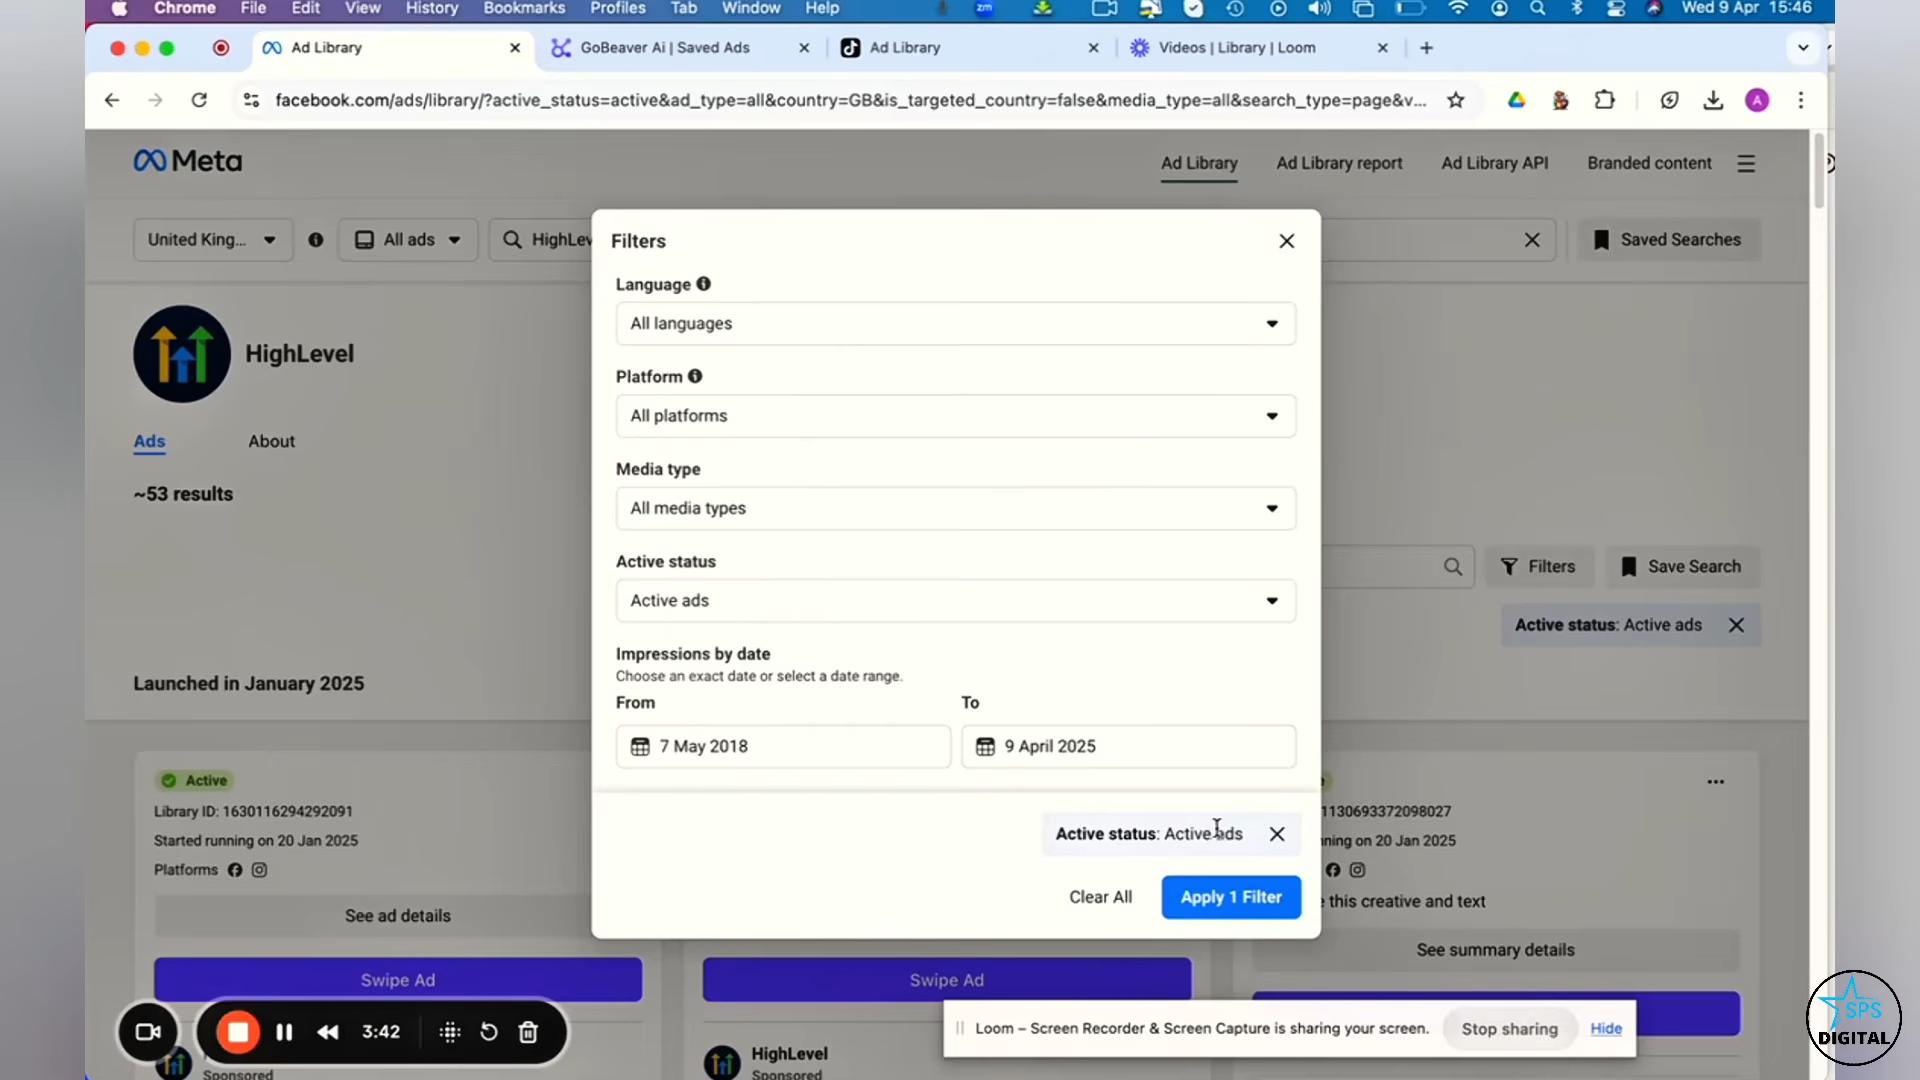 Chrome File Edit View History Bookmarks Profiles Tab Window Help zm Wed 9 Apr 15:46
Ad Library GoBeaver Ai | Saved Ads Ad Library Videos | Library | Loom
facebook.com/ads/library/?active_status=active&ad_type=all&country=GB&is_targeted_country=false&media_type=all&search_type=page&v... A
Meta
Ad Library Ad Library report Ad Library API Branded content
United King... All ads HighLev Saved Searches
Filters
Language
All languages
Platform
All platforms
Media type
All media types
Active status
Active ads
Impressions by date
Choose an exact date or select a date range.
From To
7 May 2018 9 April 2025
Active status: Active ads
Clear All Apply 1 Filter
HighLevel
Ads About
~53 results
Filters Save Search
Active status: Active ads
Launched in January 2025
Active
Library ID: 1630116294292091
Started running on 20 Jan 2025
Platforms
See ad details
Swipe Ad
Swipe Ad
1130693372098027
ning on 20 Jan 2025
this creative and text
See summary details
3:42
Sponsored
HighLevel
Sponsored
Loom – Screen Recorder & Screen Capture is sharing your screen. Stop sharing Hide
SPS
DIGITAL